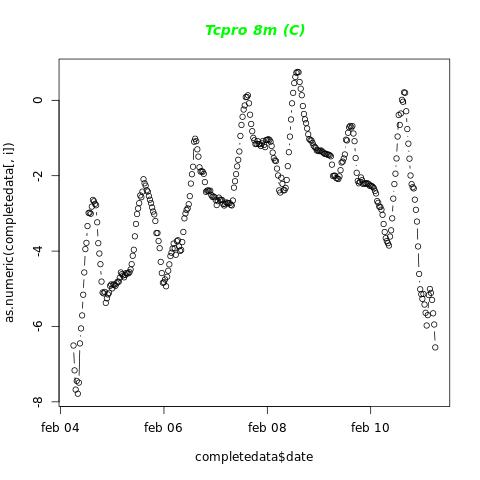 Tcpro 8m (C)
as.numeric(completedata[, i])
0
-2
-4
-6
-8
feb 04
feb 06
feb 08
feb 10
completedata$date